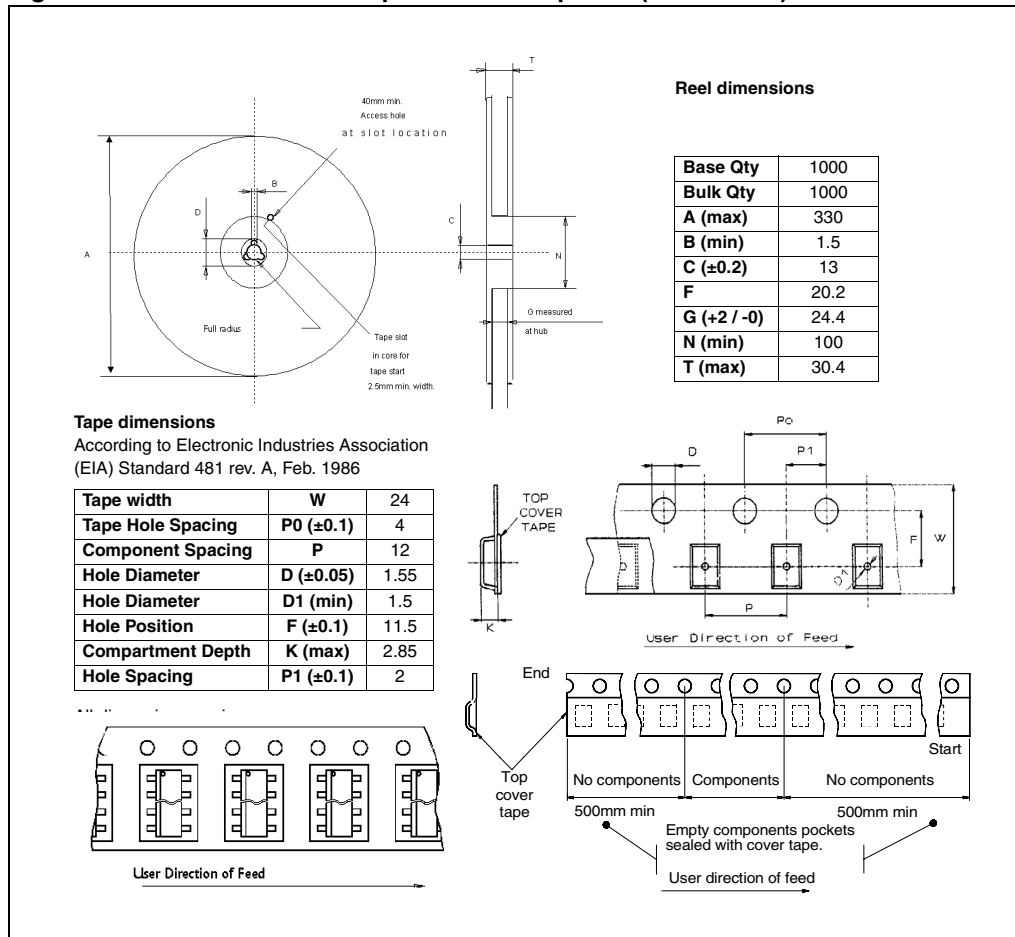 T
40mm min.
Access hole
at slot location
B
D
A
C
N
Full radius
Tape slot
in core for
tape start
2.5mm min. width.
G measured
at hub
Reel dimensions
Base Qty 1000
Bulk Qty 1000
A (max) 330
B (min) 1.5
C (±0.2) 13
F 20.2
G (+2 / -0) 24.4
N (min) 100
T (max) 30.4
Tape dimensions
According to Electronic Industries Association
(EIA) Standard 481 rev. A, Feb. 1986
Tape width W 24
Tape Hole Spacing P0 (±0.1) 4
Component Spacing P 12
Hole Diameter D (±0.05) 1.55
Hole Diameter D1 (min) 1.5
Hole Position F (±0.1) 11.5
Compartment Depth K (max) 2.85
Hole Spacing P1 (±0.1) 2
Po
D
P1
TOP
COVER
TAPE
F
W
D1
P
K
User Direction of Feed
End
Start
Top
cover
tape
No components
Components
No components
500mm min
500mm min
Empty components pockets
sealed with cover tape.
User direction of feed
User Direction of Feed